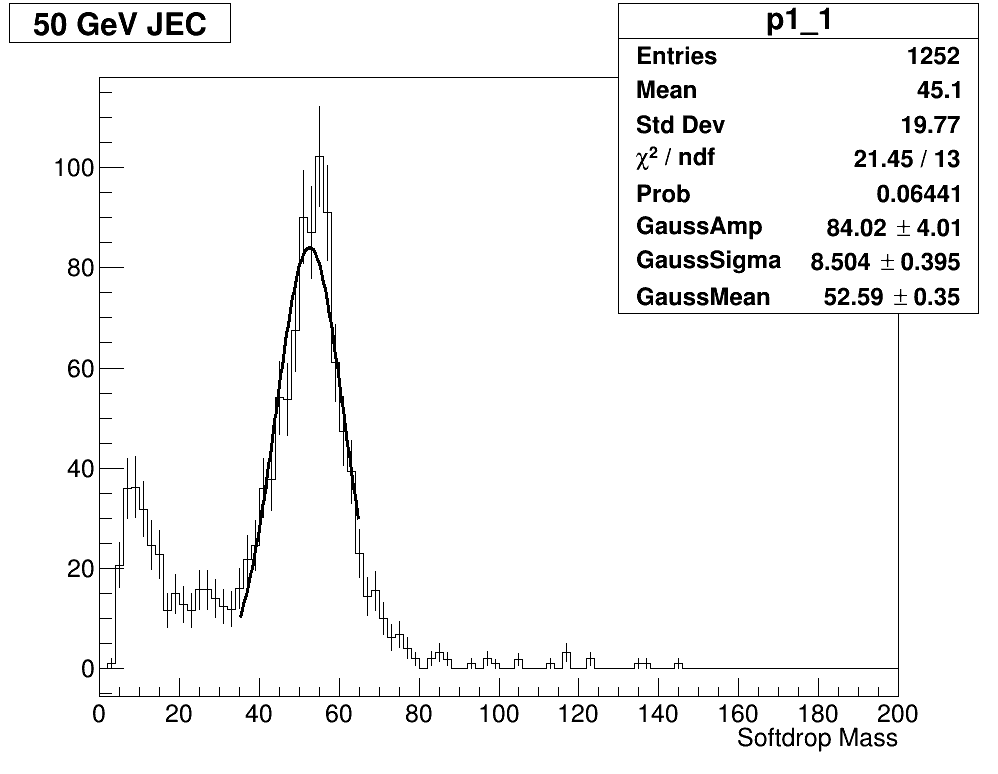 50 GeV JEC
p1_1
Entries 1252
Mean 45.1
Std Dev 19.77
χ² / ndf 21.45 / 13
Prob 0.06441
GaussAmp 84.02 ± 4.01
GaussSigma 8.504 ± 0.395
GaussMean 52.59 ± 0.35
100
80
60
40
20
0
0 20 40 60 80 100 120 140 160 180 200
Softdrop Mass